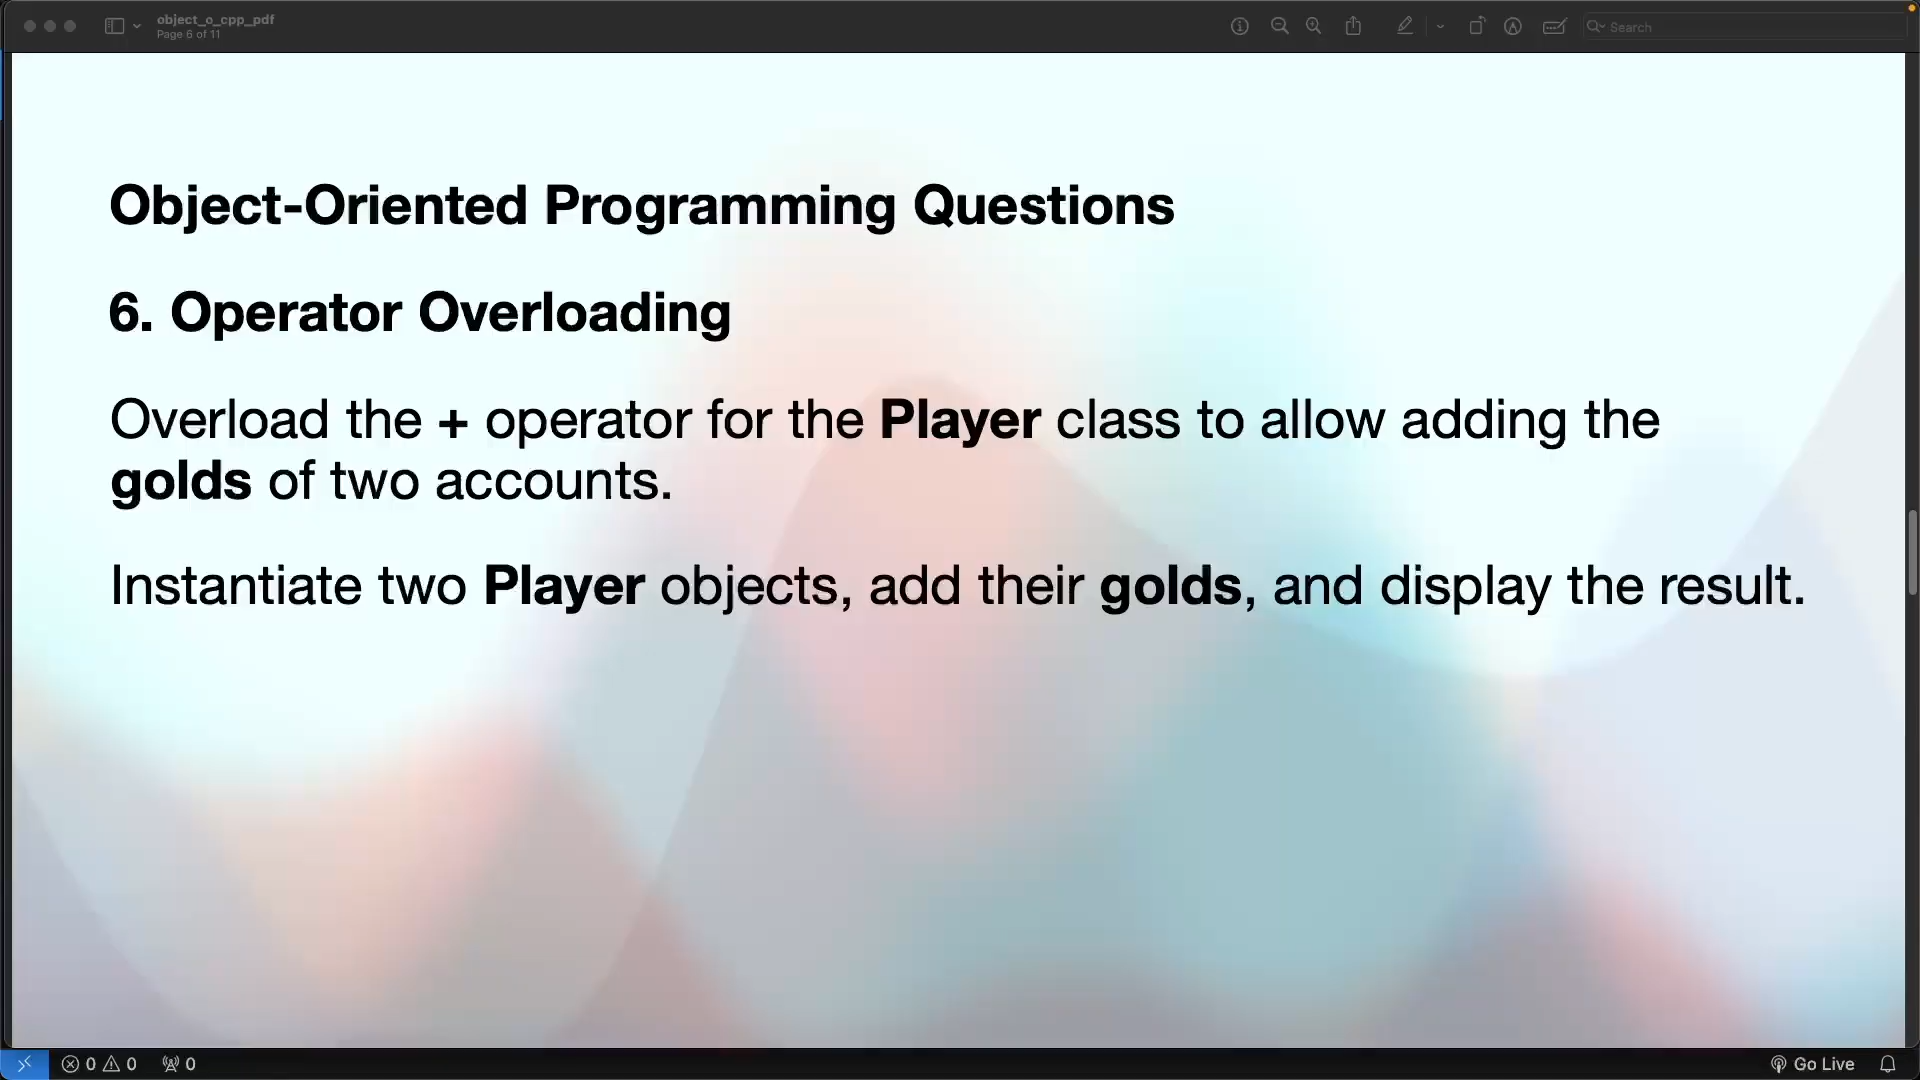 object_o_cpp_pdf
Page 6 of 11
Search
Object-Oriented Programming Questions
6. Operator Overloading
Overload the + operator for the Player class to allow adding the
golds of two accounts.
Instantiate two Player objects, add their golds, and display the result.
0 0 0
Go Live